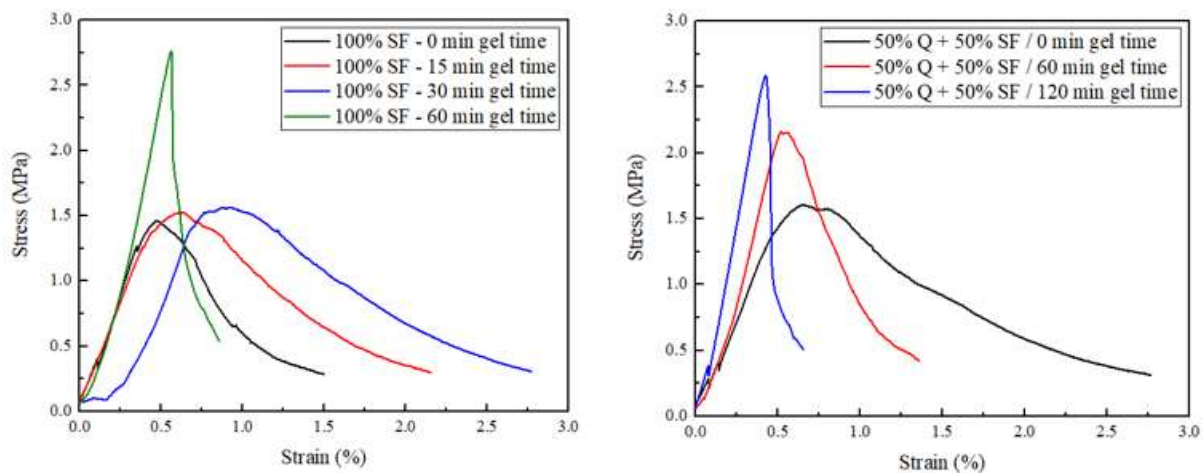 3.0
2.5
2.0
1.5
1.0
0.5
0.0
Stress (MPa)
100% SF - 0 min gel time
100% SF - 15 min gel time
100% SF - 30 min gel time
100% SF - 60 min gel time
0.0 0.5 1.0 1.5 2.0 2.5 3.0
Strain (%)
3.0
2.5
2.0
1.5
1.0
0.5
0.0
Stress (MPa)
50% Q + 50% SF / 0 min gel time
50% Q + 50% SF / 60 min gel time
50% Q + 50% SF / 120 min gel time
0.0 0.5 1.0 1.5 2.0 2.5 3.0
Strain (%)